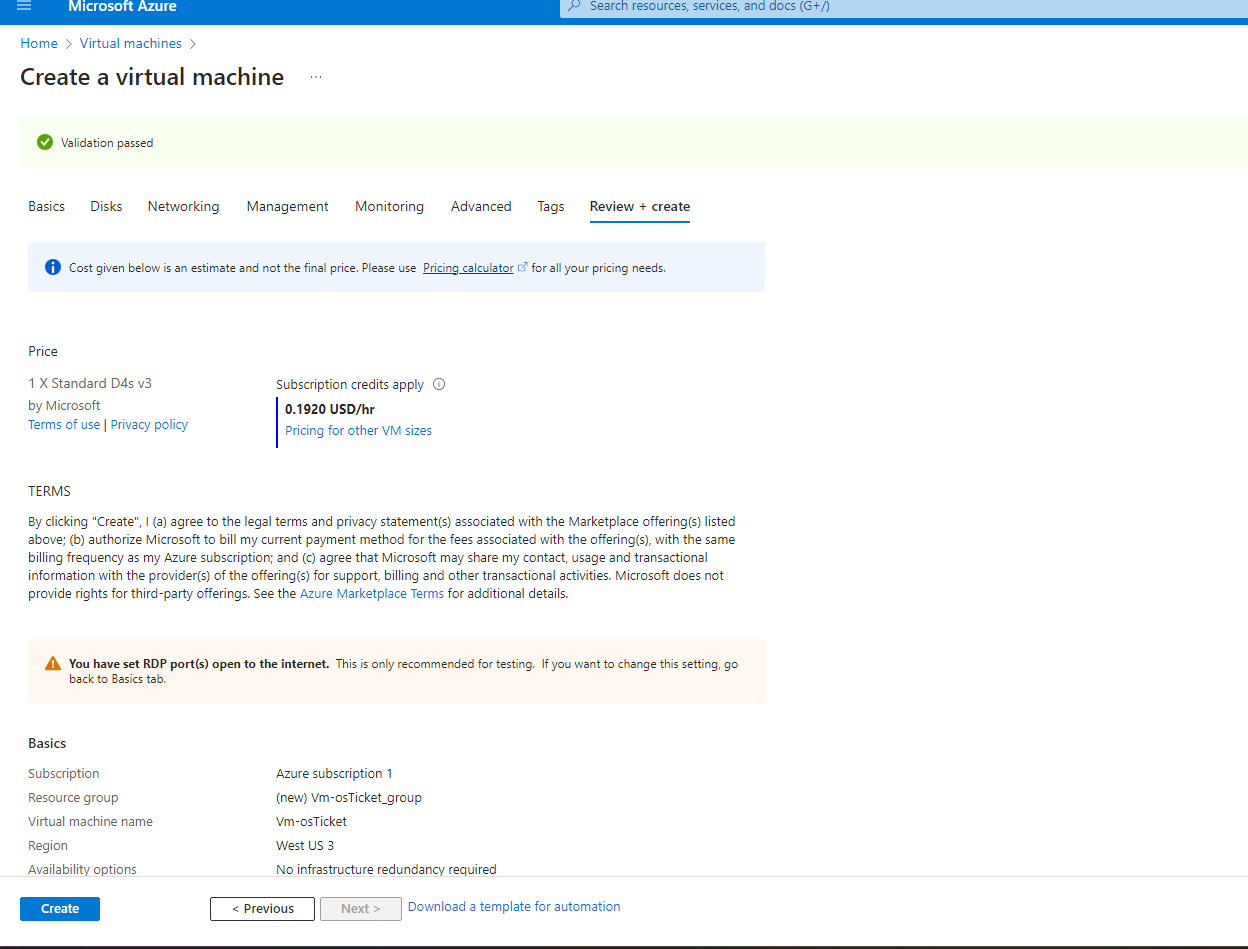 Microsoft Azure
Search resources, services, and docs (G+/)
Home > Virtual machines >
Create a virtual machine ...
Validation passed
Basics Disks Networking Management Monitoring Advanced Tags Review + create
Cost given below is an estimate and not the final price. Please use Pricing calculator for all your pricing needs.
Price
1 X Standard D4s v3
by Microsoft
Terms of use | Privacy policy
Subscription credits apply
0.1920 USD/hr
Pricing for other VM sizes
TERMS
By clicking "Create", I (a) agree to the legal terms and privacy statement(s) associated with the Marketplace offering(s) listed
above; (b) authorize Microsoft to bill my current payment method for the fees associated with the offering(s), with the same
billing frequency as my Azure subscription; and (c) agree that Microsoft may share my contact, usage and transactional
information with the provider(s) of the offering(s) for support, billing and other transactional activities. Microsoft does not
provide rights for third-party offerings. See the Azure Marketplace Terms for additional details.
You have set RDP port(s) open to the internet. This is only recommended for testing. If you want to change this setting, go
back to Basics tab.
Basics
Subscription Azure subscription 1
Resource group (new) Vm-osTicket_group
Virtual machine name Vm-osTicket
Region West US 3
Availability options No infrastructure redundancy required
Create < Previous Next > Download a template for automation